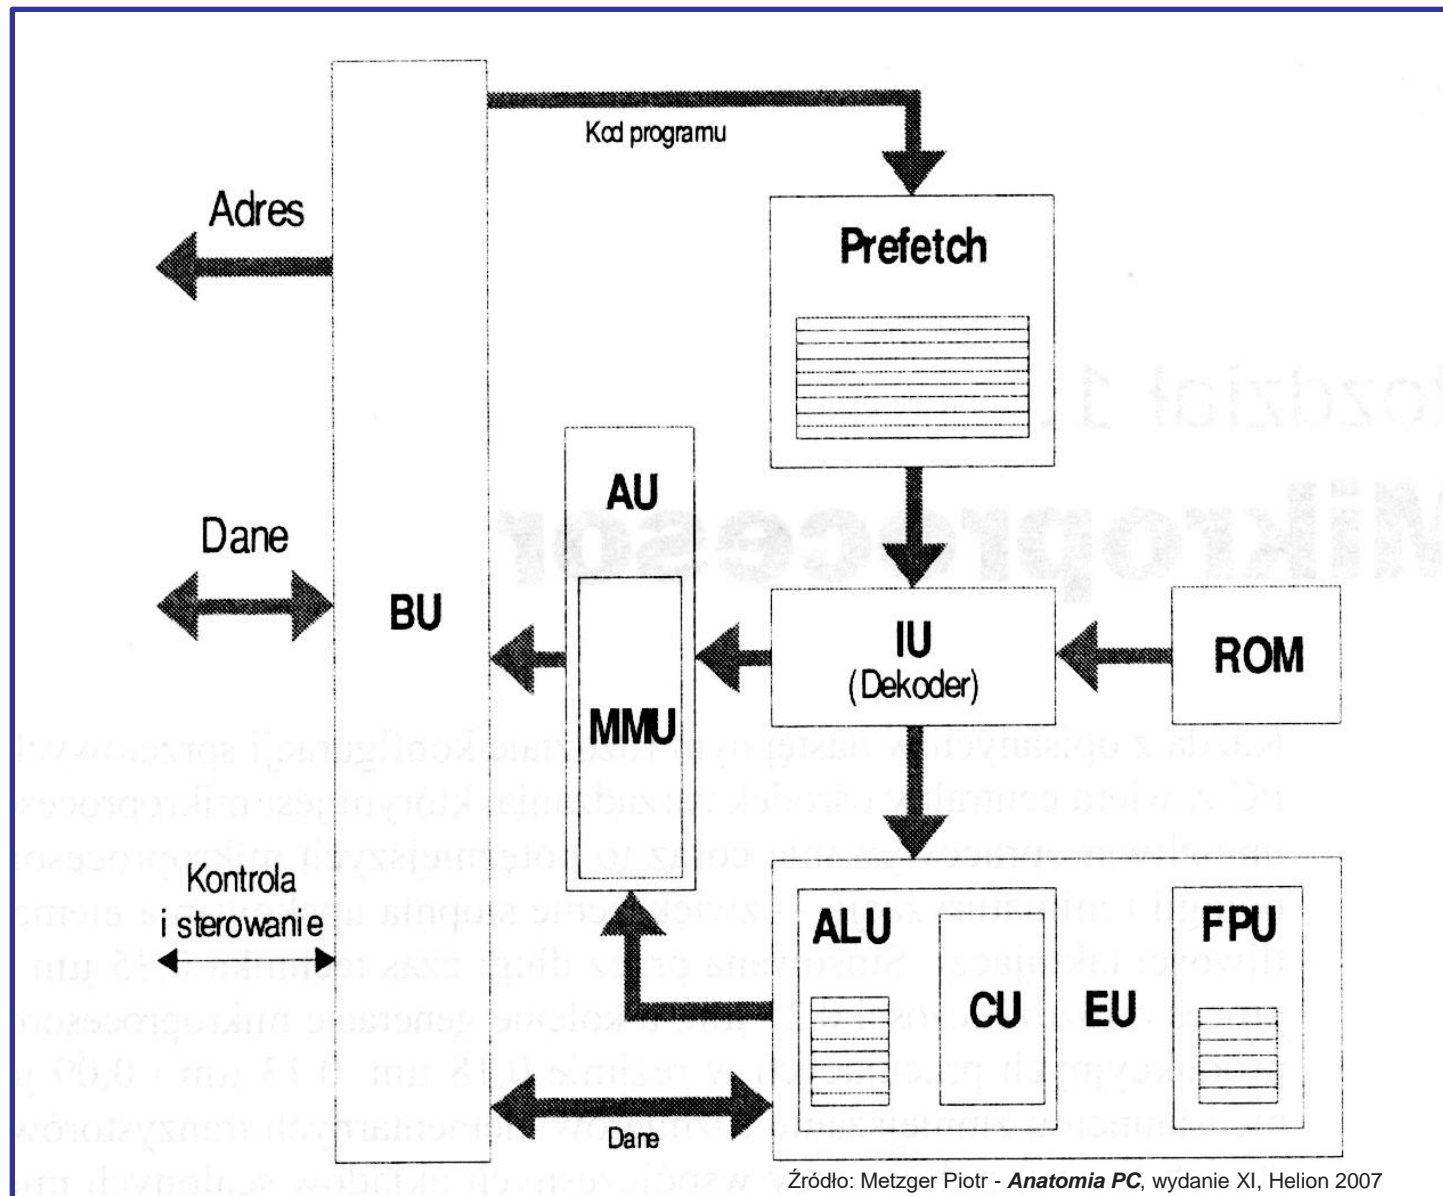 Kod programu
Adres
Prefetch
AU
Dane
BU
IU
(Dekoder)
ROM
MMU
Kontrola
i sterowanie
ALU
CU
EU
FPU
Dane
Źródło: Metzger Piotr - Anatomia PC, wydanie XI, Helion 2007